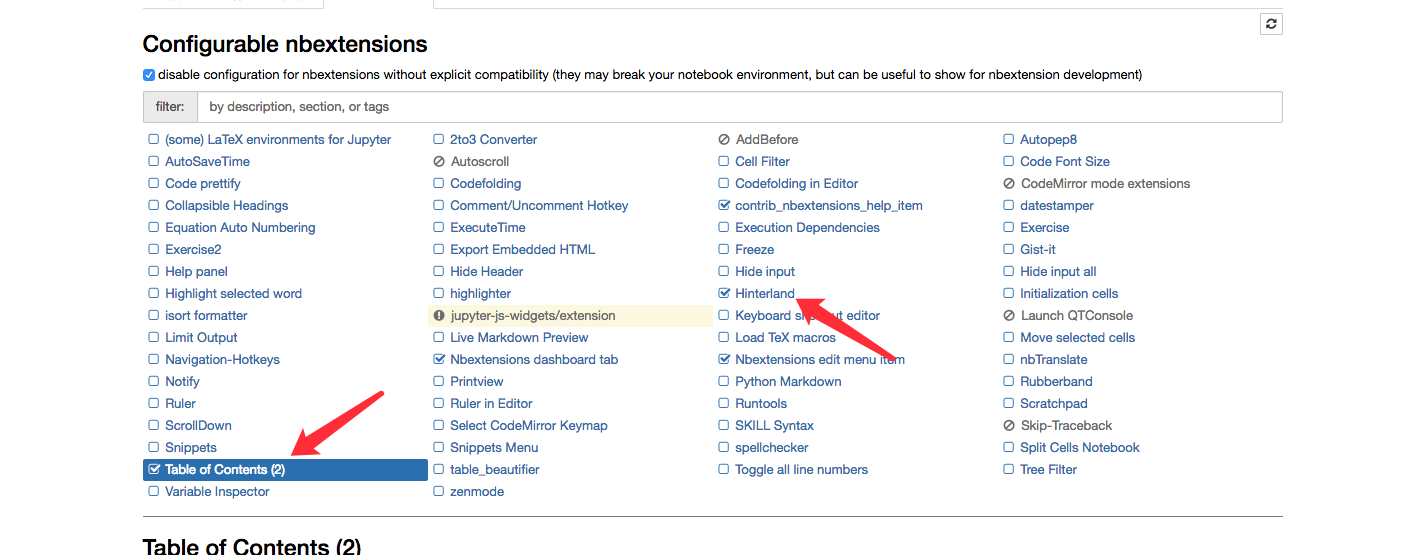 Configurable nbextensions
disable configuration for nbextensions without explicit compatibility (they may break your notebook environment, but can be useful to show for nbextension development)
filter: by description, section, or tags
(some) LaTeX environments for Jupyter 2to3 Converter AddBefore Autopep8
AutoSaveTime Autoscroll Cell Filter Code Font Size
Code prettify Codefolding Codefolding in Editor CodeMirror mode extensions
Collapsible Headings Comment/Uncomment Hotkey contrib_nbextensions_help_item datestamper
Equation Auto Numbering ExecuteTime Execution Dependencies Exercise
Exercise2 Export Embedded HTML Freeze Gist-it
Help panel Hide Header Hide input Hide input all
Highlight selected word highlighter Hinterland Initialization cells
isort formatter jupyter-js-widgets/extension Keyboard shortcut editor Launch QTConsole
Limit Output Live Markdown Preview Load TeX macros Move selected cells
Navigation-Hotkeys Nbextensions dashboard tab Nbextensions edit menu item nbTranslate
Notify Printview Python Markdown Rubberband
Ruler Ruler in Editor Runtools Scratchpad
ScrollDown Select CodeMirror Keymap SKILL Syntax Skip-Traceback
Snippets Snippets Menu spellchecker Split Cells Notebook
Table of Contents (2) table_beautifier Toggle all line numbers Tree Filter
Variable Inspector zenmode
Table of Contents (2)